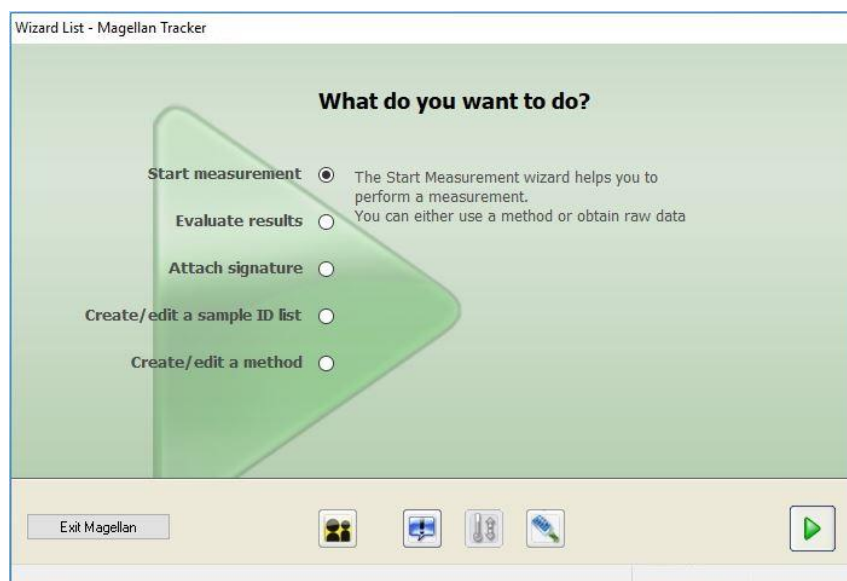 Wizard List - Magellan Tracker
What do you want to do?
Start measurement
The Start Measurement wizard helps you to
perform a measurement.
You can either use a method or obtain raw data
Evaluate results
Attach signature
Create/edit a sample ID list
Create/edit a method
Exit Magellan